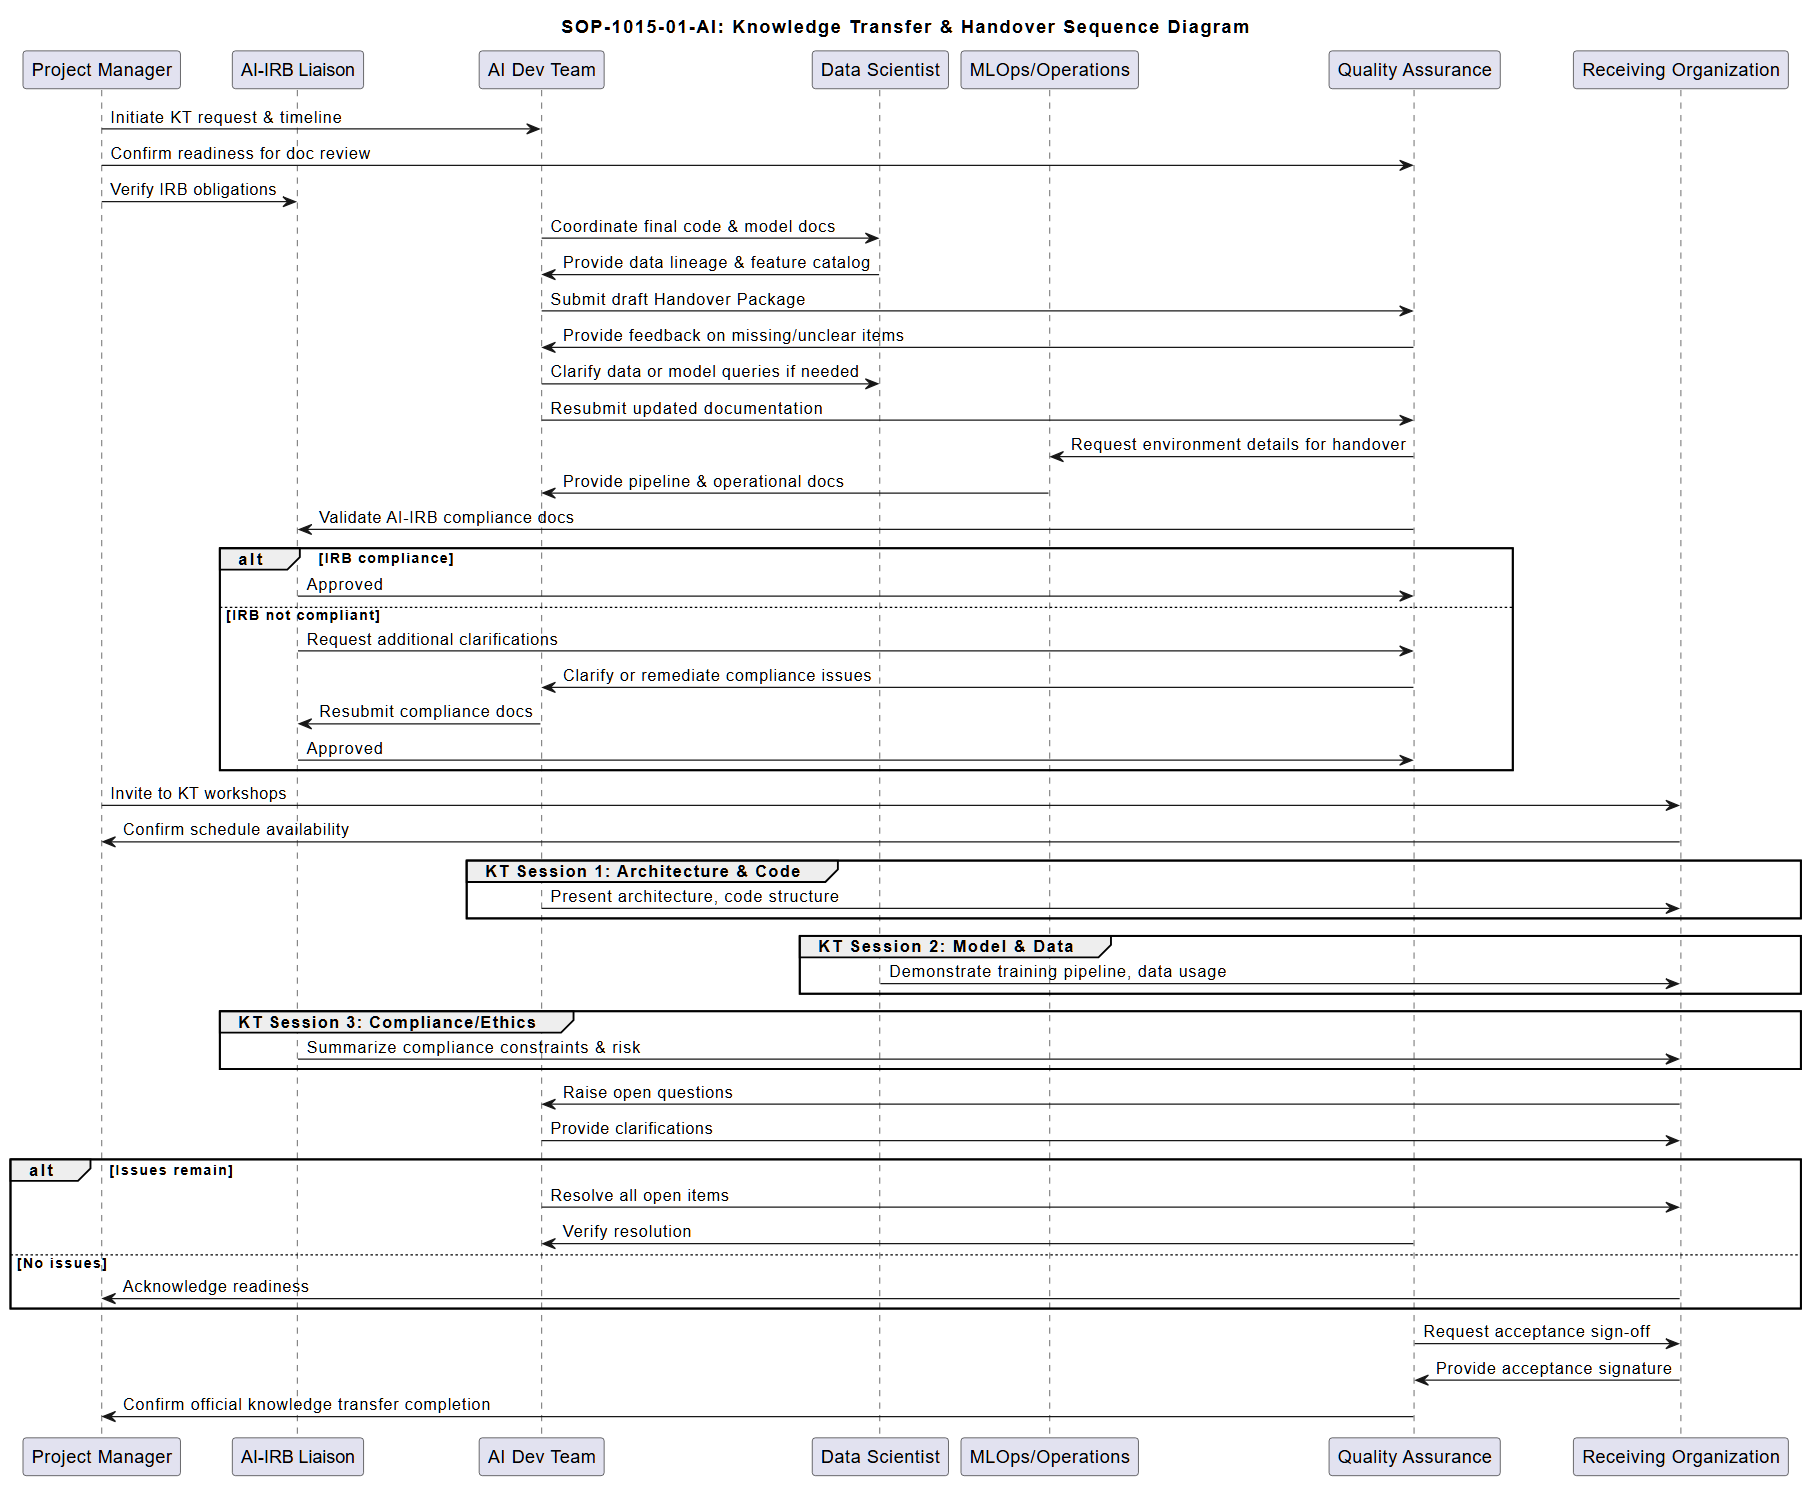 SOP-1015-01-AI: Knowledge Transfer & Handover Sequence Diagram
Project Manager
AI-IRB Liaison
AI Dev Team
Data Scientist
MLOps/Operations
Quality Assurance
Receiving Organization
Initiate KT request & timeline
Confirm readiness for doc review
Verify IRB obligations
Coordinate final code & model docs
Provide data lineage & feature catalog
Submit draft Handover Package
Provide feedback on missing/unclear items
Clarify data or model queries if needed
Resubmit updated documentation
Request environment details for handover
Provide pipeline & operational docs
Validate AI-IRB compliance docs
alt
[IRB compliance]
Approved
[IRB not compliant]
Request additional clarifications
Clarify or remediate compliance issues
Resubmit compliance docs
Approved
Invite to KT workshops
Confirm schedule availability
KT Session 1: Architecture & Code
Present architecture, code structure
KT Session 2: Model & Data
Demonstrate training pipeline, data usage
KT Session 3: Compliance/Ethics
Summarize compliance constraints & risk
Raise open questions
Provide clarifications
alt
[Issues remain]
Resolve all open items
Verify resolution
[No issues]
Acknowledge readiness
Request acceptance sign-off
Provide acceptance signature
Confirm official knowledge transfer completion
Project Manager
AI-IRB Liaison
AI Dev Team
Data Scientist
MLOps/Operations
Quality Assurance
Receiving Organization